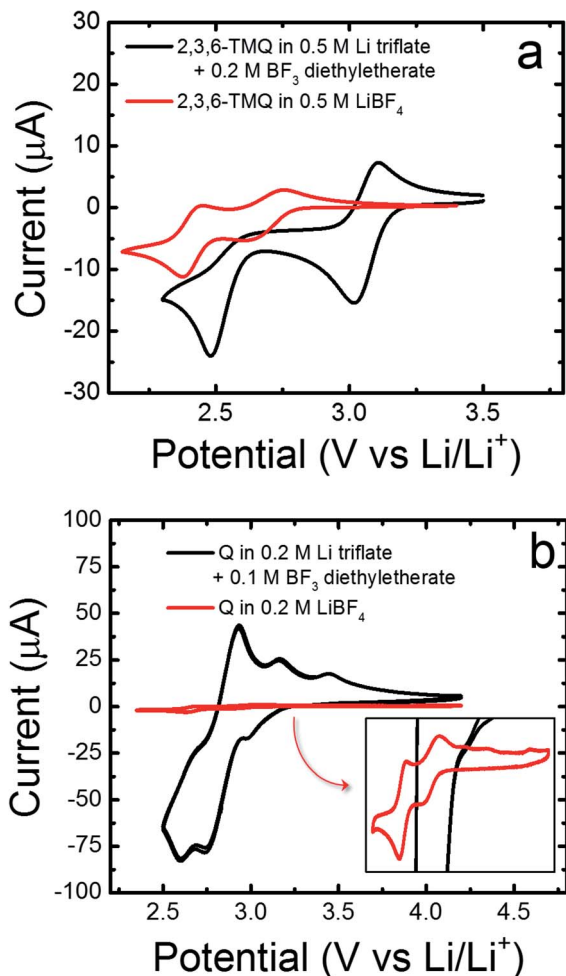 a
2,3,6-TMQ in 0.5 M Li triflate
+ 0.2 M BF₃ diethyletherate
2,3,6-TMQ in 0.5 M LiBF₄
30
20
10
0
-10
-20
-30
Current (μA)
2.5 3.0 3.5
Potential (V vs Li/Li⁺)
b
Q in 0.2 M Li triflate
+ 0.1 M BF₃ diethyletherate
Q in 0.2 M LiBF₄
100
75
50
25
0
-25
-50
-75
-100
Current (μA)
2.5 3.0 3.5 4.0 4.5
Potential (V vs Li/Li⁺)